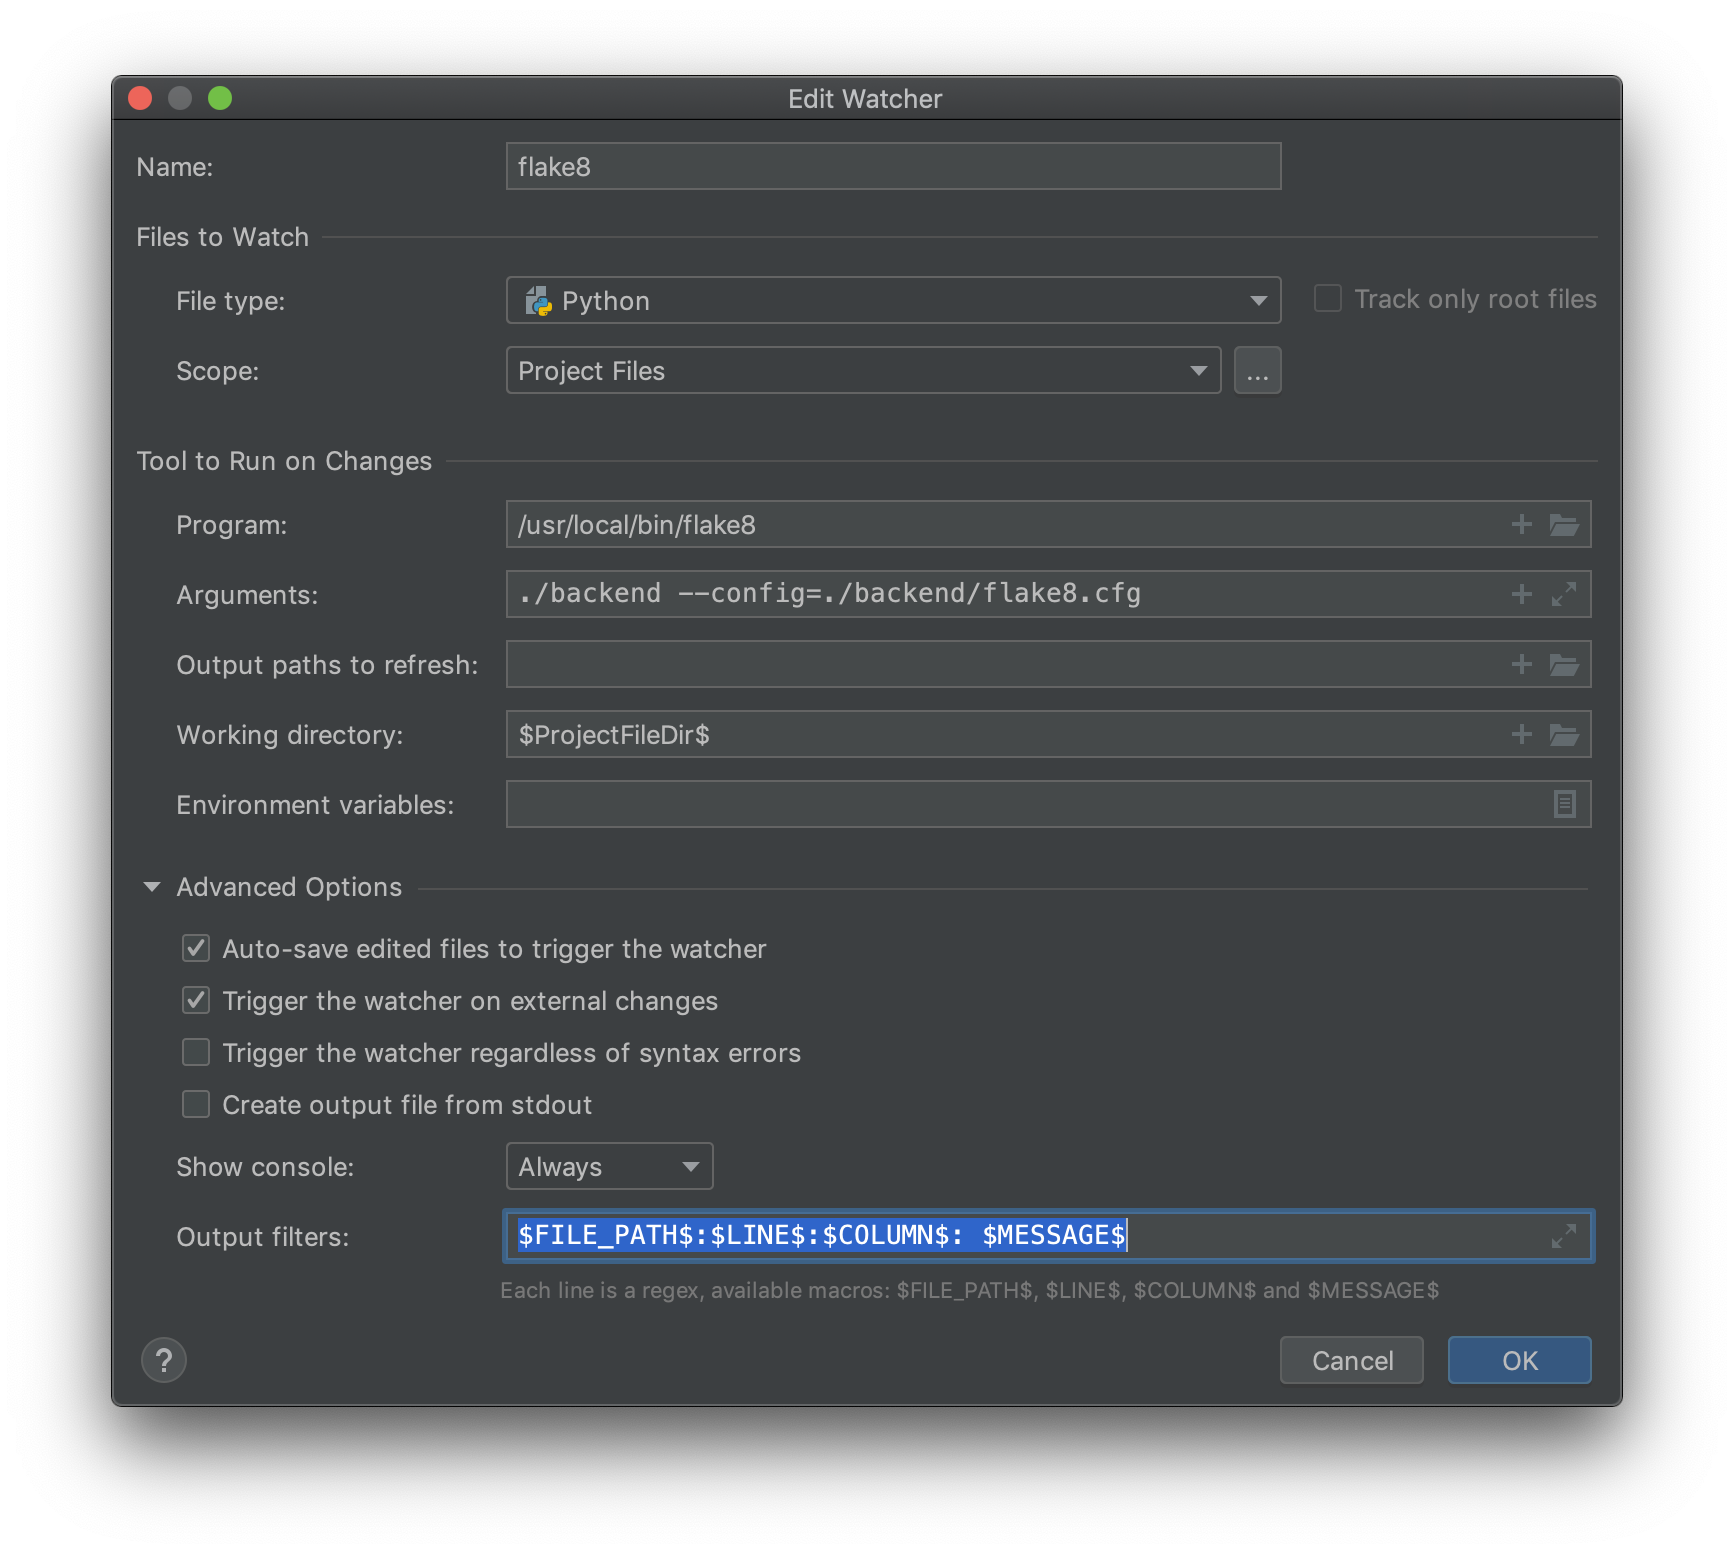 Edit Watcher
Name: flake8
Files to Watch
File type: Python Track only root files
Scope: Project Files ...
Tool to Run on Changes
Program: /usr/local/bin/flake8
Arguments: ./backend --config=./backend/flake8.cfg
Output paths to refresh:
Working directory: $ProjectFileDir$
Environment variables:
Advanced Options
Auto-save edited files to trigger the watcher
Trigger the watcher on external changes
Trigger the watcher regardless of syntax errors
Create output file from stdout
Show console: Always
Output filters: $FILE_PATH$:$LINE$:$COLUMN$: $MESSAGE$
Each line is a regex, available macros: $FILE_PATH$, $LINE$, $COLUMN$ and $MESSAGE$
? Cancel OK